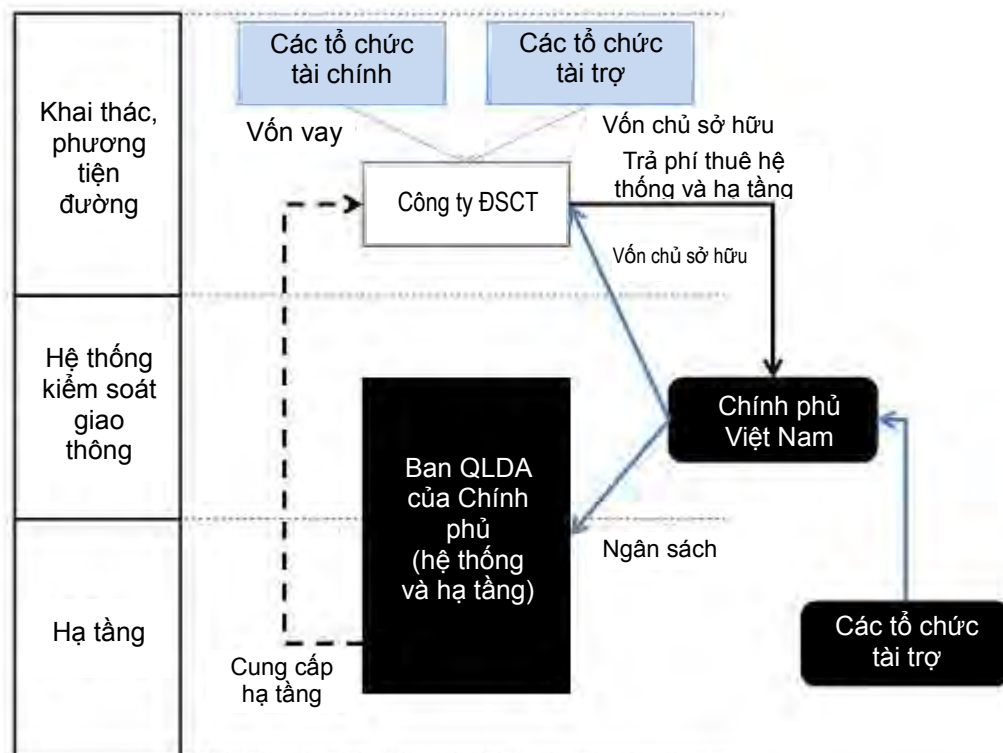 Khai thác,
phương
tiện
đường
Hệ thống
kiểm soát
giao
thông
Hạ tầng
Các tổ chức
tài chính
Các tổ chức
tài trợ
Vốn vay
Vốn chủ sở hữu
Trả phí thuê hệ
thống và hạ tầng
Công ty ĐSCT
Vốn chủ sở hữu
Chính phủ
Việt Nam
Ban QLDA
của Chính
phủ
(hệ thống
và hạ tầng)
Ngân sách
Các tổ chức
tài trợ
Cung cấp
hạ tầng